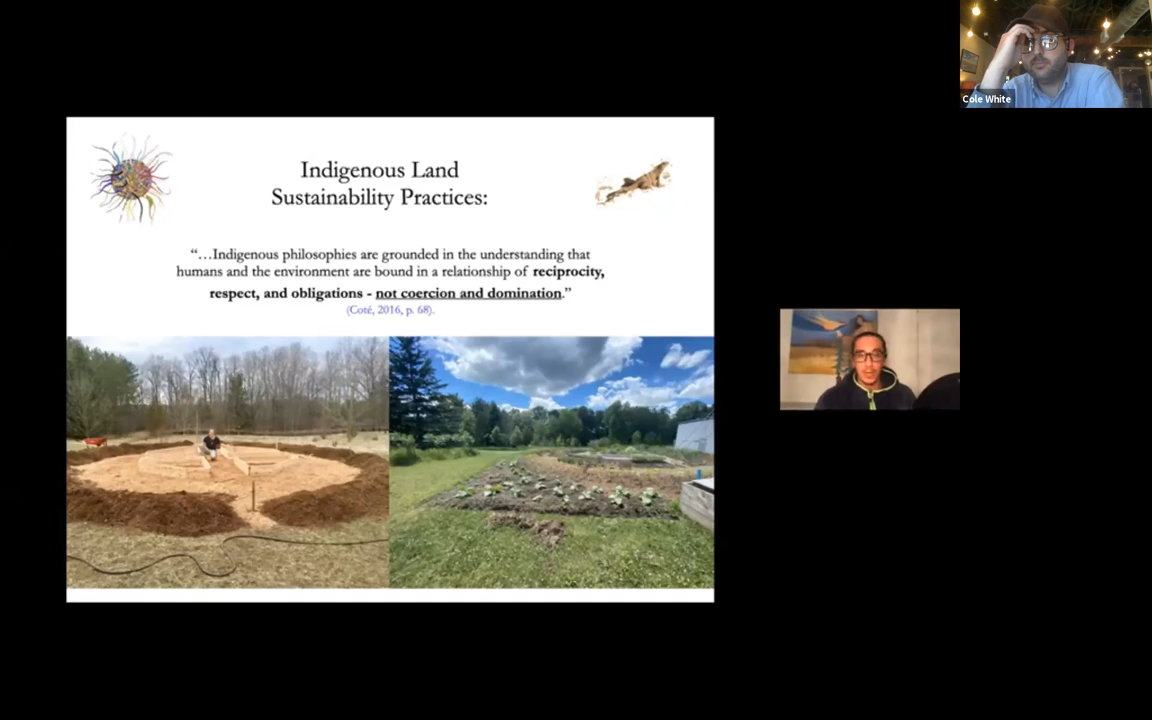 Cole White
Indigenous Land
Sustainability Practices:
“…Indigenous philosophies are grounded in the understanding that
humans and the environment are bound in a relationship of reciprocity,
respect, and obligations - not coercion and domination.”
(Coté, 2016, p. 68).